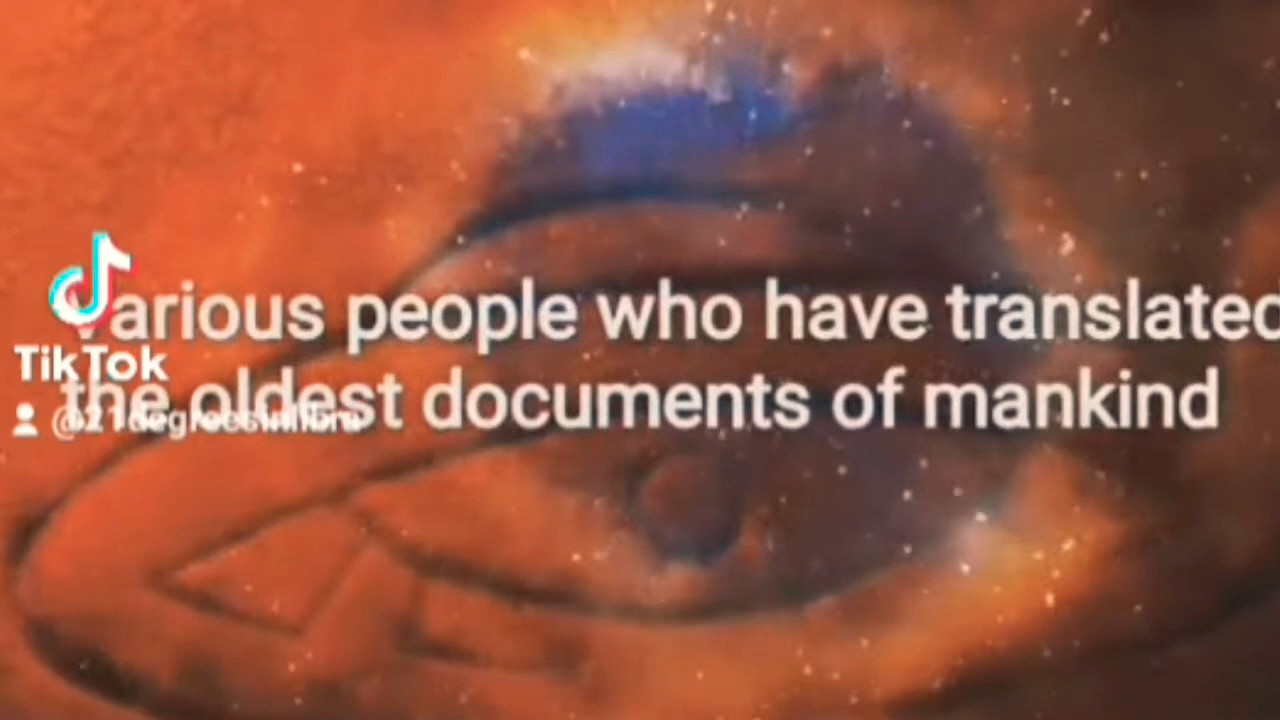 Various people who have translated
the oldest documents of mankind
TikTok